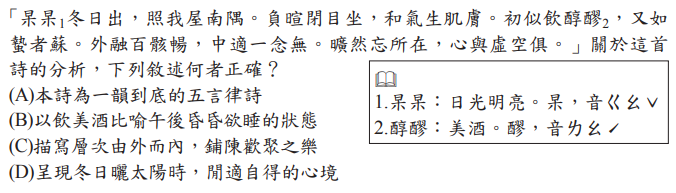 「杲杲1冬日出，照我屋南隅。負暄閉目坐，和氣生肌膚。初似飲醇醪2，又如
蟄者蘇。外融百骸暢，中適一念無。曠然忘所在，心與虛空俱。」關於這首
詩的分析，下列敘述何者正確？
(A)本詩為一韻到底的五言律詩
(B)以飲美酒比喻午後昏昏欲睡的狀態
(C)描寫層次由外而內，鋪陳歡聚之樂
(D)呈現冬日曬太陽時，閒適自得的心境
1.杲杲：日光明亮。杲，音ㄍㄠˇ
2.醇醪：美酒。醪，音ㄌㄠˊ